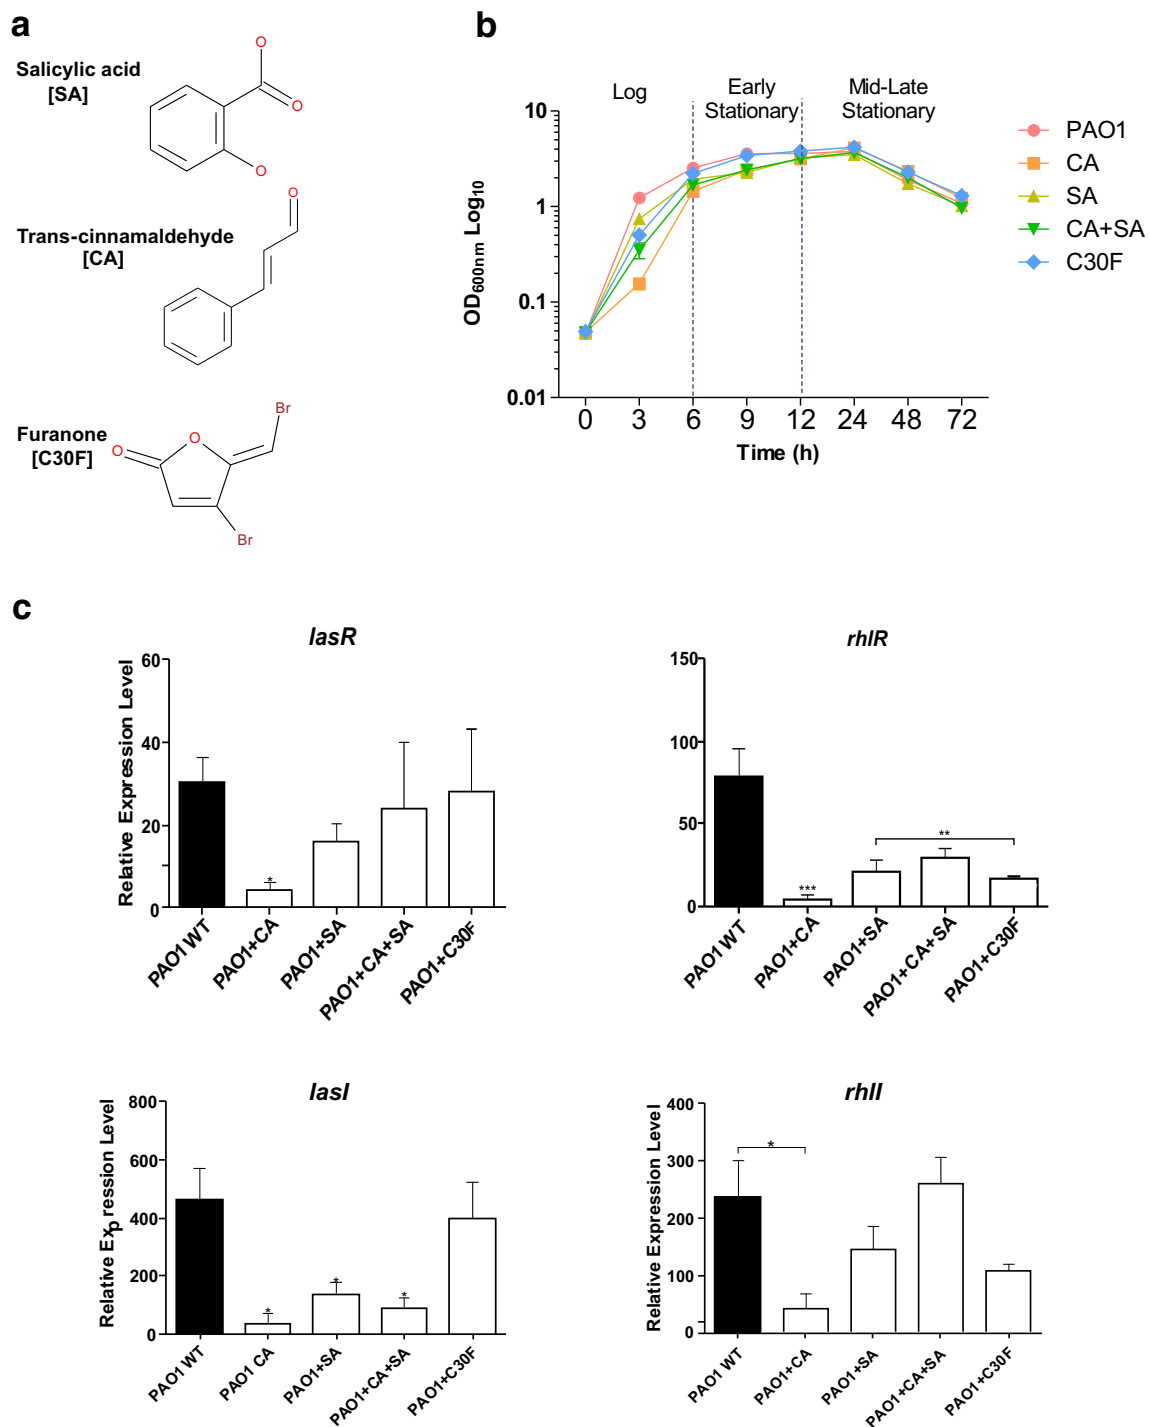 a
Salicylic acid
[SA]
O
O
O
Trans-cinnamaldehyde
[CA]
O
Furanone
[C30F]
O
O
Br
Br
b
Log
Early
Stationary
Mid-Late
Stationary
OD600nm Log10
10
1
0.1
0.01
0 3 6 9 12 24 48 72
Time (h)
PAO1
CA
SA
CA+SA
C30F
c
lasR
Relative Expression Level
60
40
20
0
*
PAO1 WT
PAO1+CA
PAO1+SA
PAO1+CA+SA
PAO1+C30F
rhlR
150
100
50
0
***
**
PAO1 WT
PAO1+CA
PAO1+SA
PAO1+CA+SA
PAO1+C30F
lasI
Relative Expression Level
800
600
400
200
0
*
*
*
PAO1 WT
PAO1 CA
PAO1+SA
PAO1+CA+SA
PAO1+C30F
rhlI
Relative Expression Level
400
300
200
100
0
*
PAO1 WT
PAO1+CA
PAO1+SA
PAO1+CA+SA
PAO1+C30F